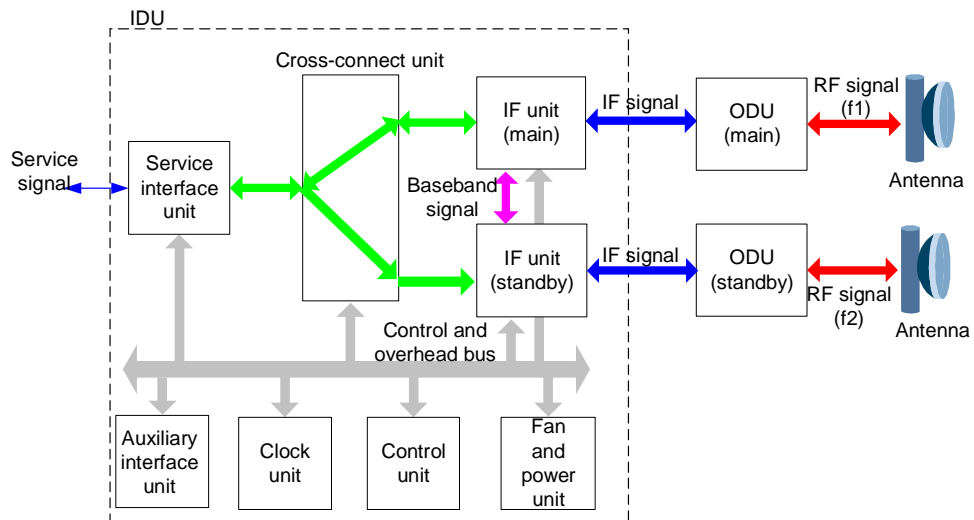 IDU
Cross-connect unit
Service
signal
Service
interface
unit
IF unit
(main)
IF signal
ODU
(main)
RF signal
(f1)
Antenna
Baseband
signal
IF unit
(standby)
IF signal
ODU
(standby)
RF signal
(f2)
Antenna
Control and
overhead bus
Auxiliary
interface
unit
Clock
unit
Control
unit
Fan
and
power
unit